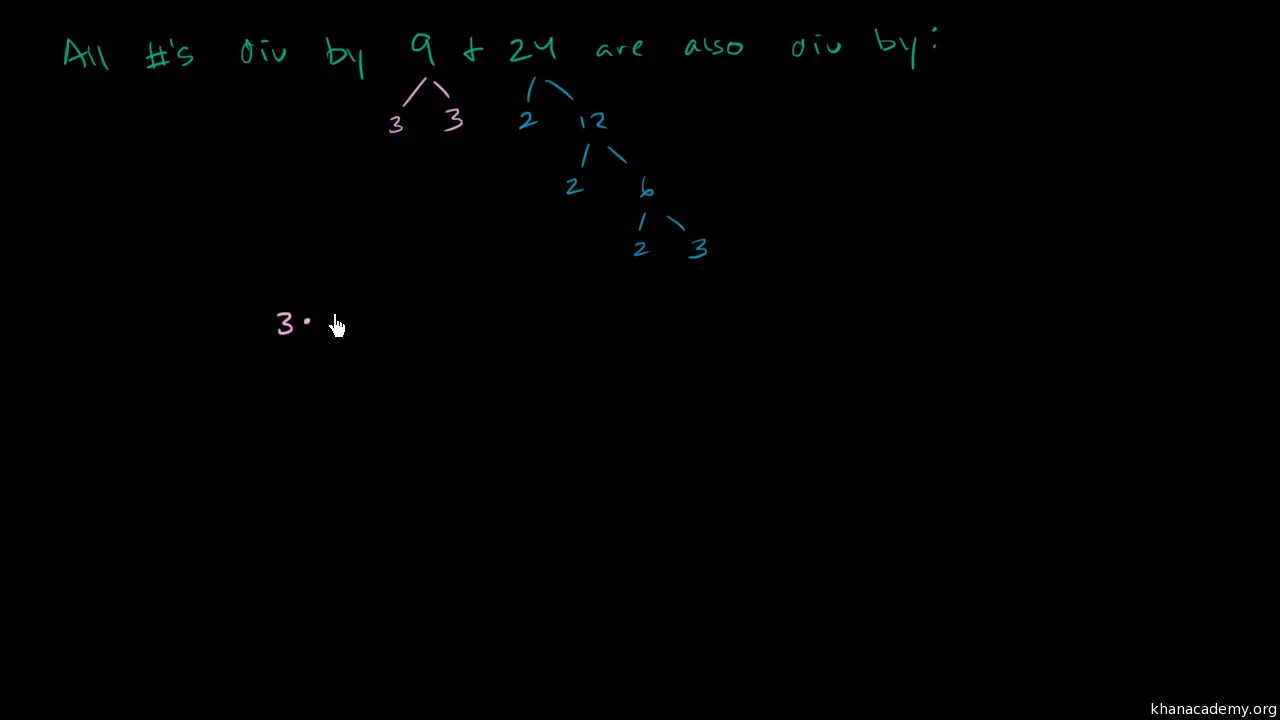 All #'s div by 9 & 24 are also div by:
3 3 2 12
2 6
2 3
3 ·
khanacademy.org